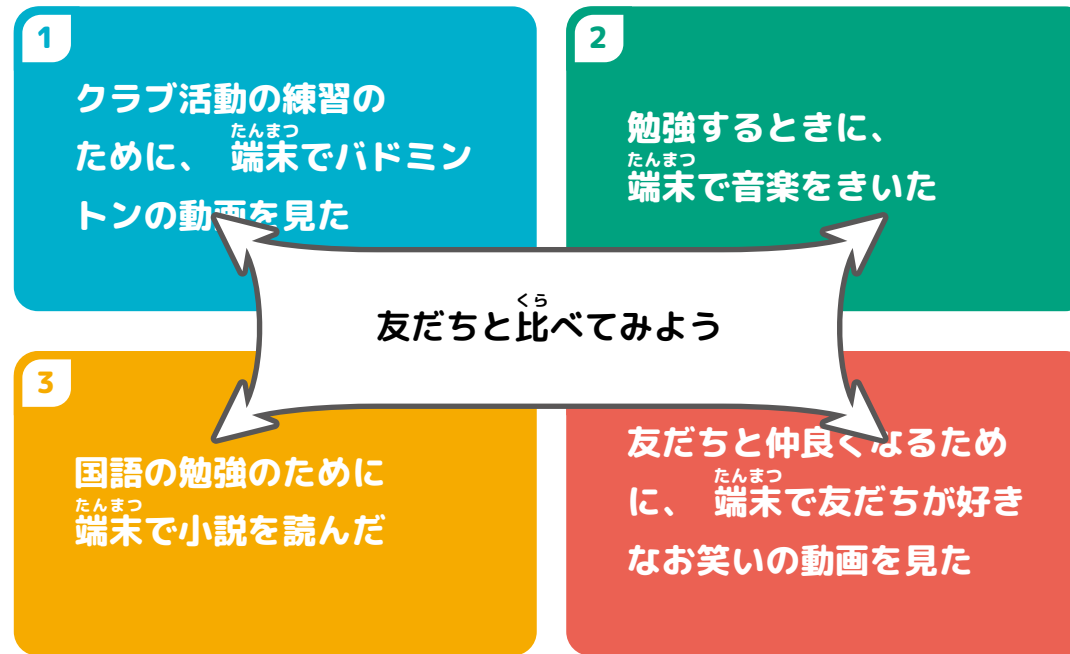 1
クラブ活動の練習の
たんまつ
ために、 端末でバドミン
トンの動画を見た
2
勉強するときに、
たんまつ
端末で音楽をきいた
くら
友だちと比べてみよう
3
国語の勉強のために
たんまつ
端末で小説を読んだ
友だちと仲良くなるため
たんまつ
に、 端末で友だちが好き
なお笑いの動画を見た